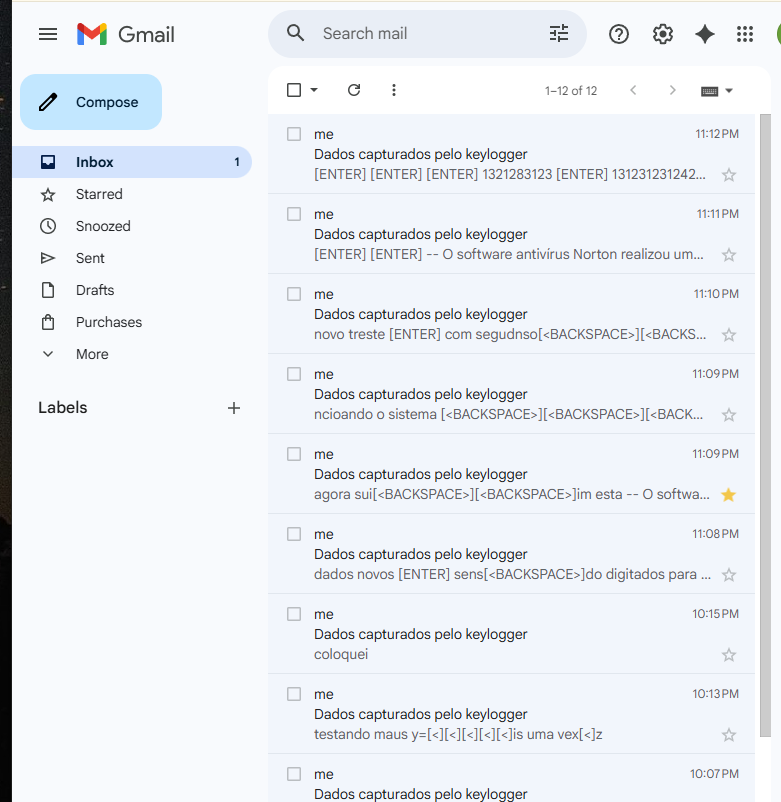 Gmail
Search mail
Compose
1–12 of 12
Inbox 1
Starred
Snoozed
Sent
Drafts
Purchases
More
Labels
me 11:12 PM
Dados capturados pelo keylogger
[ENTER] [ENTER] [ENTER] 1321283123 [ENTER] 131231231242...
me 11:11 PM
Dados capturados pelo keylogger
[ENTER] [ENTER] -- O software antivírus Norton realizou um...
me 11:10 PM
Dados capturados pelo keylogger
novo treste [ENTER] com segudnso[<BACKSPACE>][<BACKS...
me 11:09 PM
Dados capturados pelo keylogger
ncioando o sistema [<BACKSPACE>][<BACKSPACE>][<BACK...
me 11:09 PM
Dados capturados pelo keylogger
agora sui[<BACKSPACE>][<BACKSPACE>]im esta -- O softwa...
me 11:08 PM
Dados capturados pelo keylogger
dados novos [ENTER] sens[<BACKSPACE>]do digitados para ...
me 10:15 PM
Dados capturados pelo keylogger
coloquei
me 10:13 PM
Dados capturados pelo keylogger
testando maus y=[<][<][<][<][<]is uma vex[<]z
me 10:07 PM
Dados capturados pelo keylogger